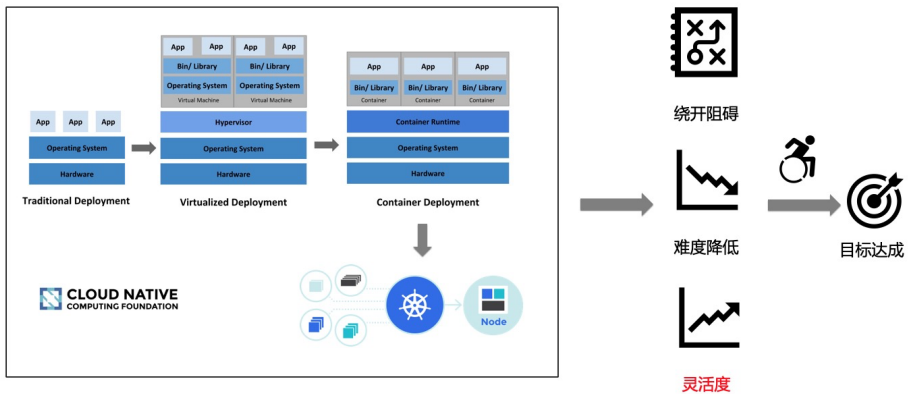 App
App
App
Operating System
Hardware
Traditional Deployment
App
App
App
App
Bin/ Library
Bin/ Library
Operating System
Operating System
Virtual Machine
Virtual Machine
Hypervisor
Operating System
Hardware
Virtualized Deployment
App
App
App
Bin/ Library
Bin/ Library
Bin/ Library
Container
Container
Container
Container Runtime
Operating System
Hardware
Container Deployment
CLOUD NATIVE
COMPUTING FOUNDATION
Node
绕开阻碍
难度降低
灵活度
目标达成